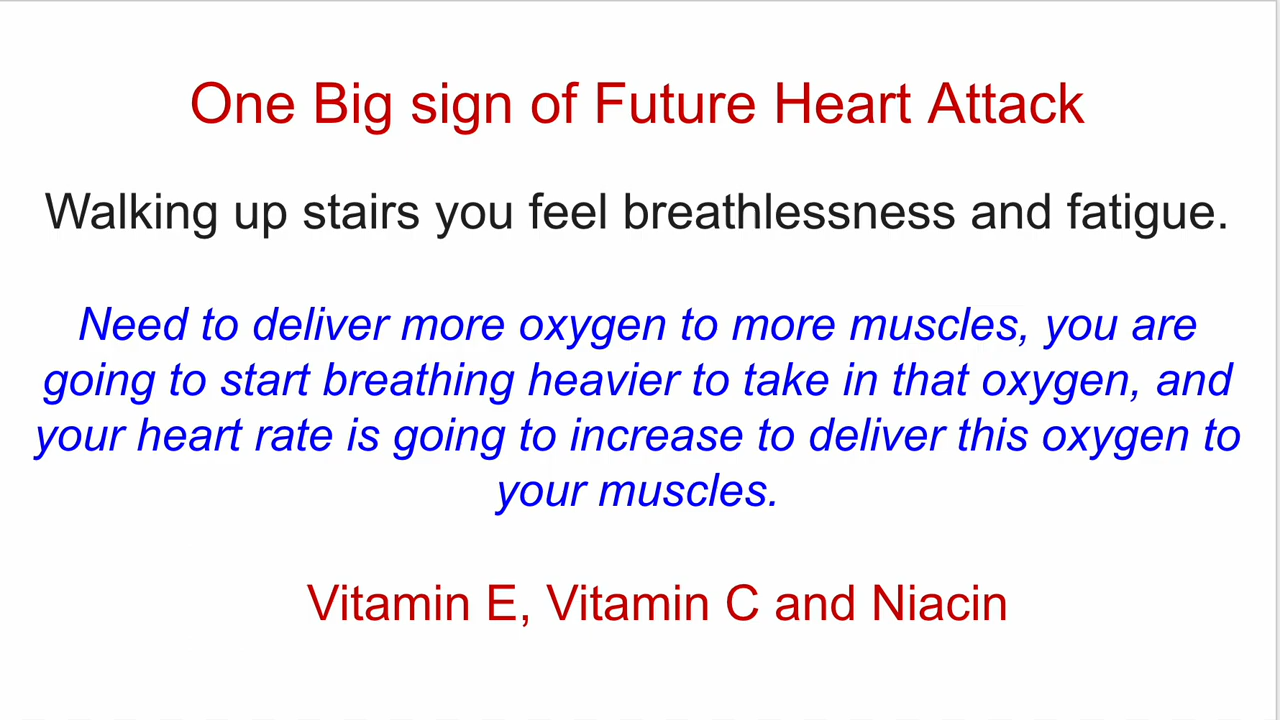 One Big sign of Future Heart Attack
Walking up stairs you feel breathlessness and fatigue.
Need to deliver more oxygen to more muscles, you are
going to start breathing heavier to take in that oxygen, and
your heart rate is going to increase to deliver this oxygen to
your muscles.
Vitamin E, Vitamin C and Niacin